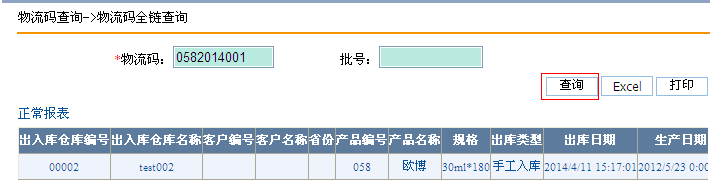 物流码查询->物流码全链查询
*物流码： 0582014001 批号：
查询 Excel 打印
正常报表
出入库仓库编号 出入库仓库名称 客户编号 客户名称 省份 产品编号 产品名称 规格 出库类型 出库日期 生产日期
00002 test002 058 欧博 30ml*180 手工入库 2014/4/11 15:17:01 2012/5/23 0:00